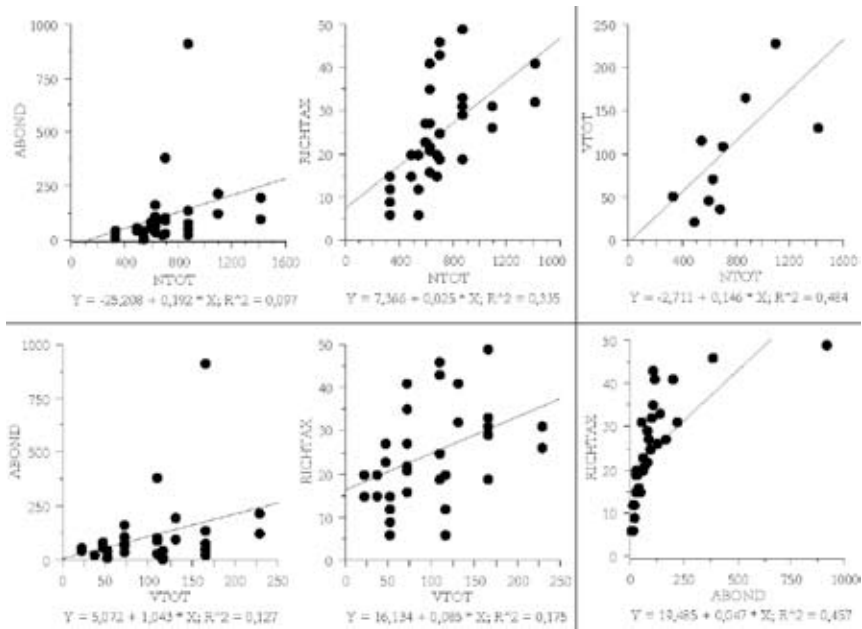 1000
750
500
250
0
ABOND
0 400 800 1200 1600
NTOT
Y = -25,208 + 0,192 * X; R^2 = 0,097
50
40
30
20
10
0
RICHTAX
0 400 800 1200 1600
NTOT
Y = 7,366 + 0,025 * X; R^2 = 0,335
250
200
150
100
50
0
VTOT
0 400 800 1200 1600
NTOT
Y = -2,711 + 0,146 * X; R^2 = 0,484
1000
750
500
250
0
ABOND
0 50 100 150 200 250
VTOT
Y = 5,072 + 1,043 * X; R^2 = 0,127
50
40
30
20
10
0
RICHTAX
0 50 100 150 200 250
VTOT
Y = 16,134 + 0,085 * X; R^2 = 0,175
50
40
30
20
10
0
RICHTAX
0 250 500 750 1000
ABOND
Y = 19,485 + 0,047 * X; R^2 = 0,457